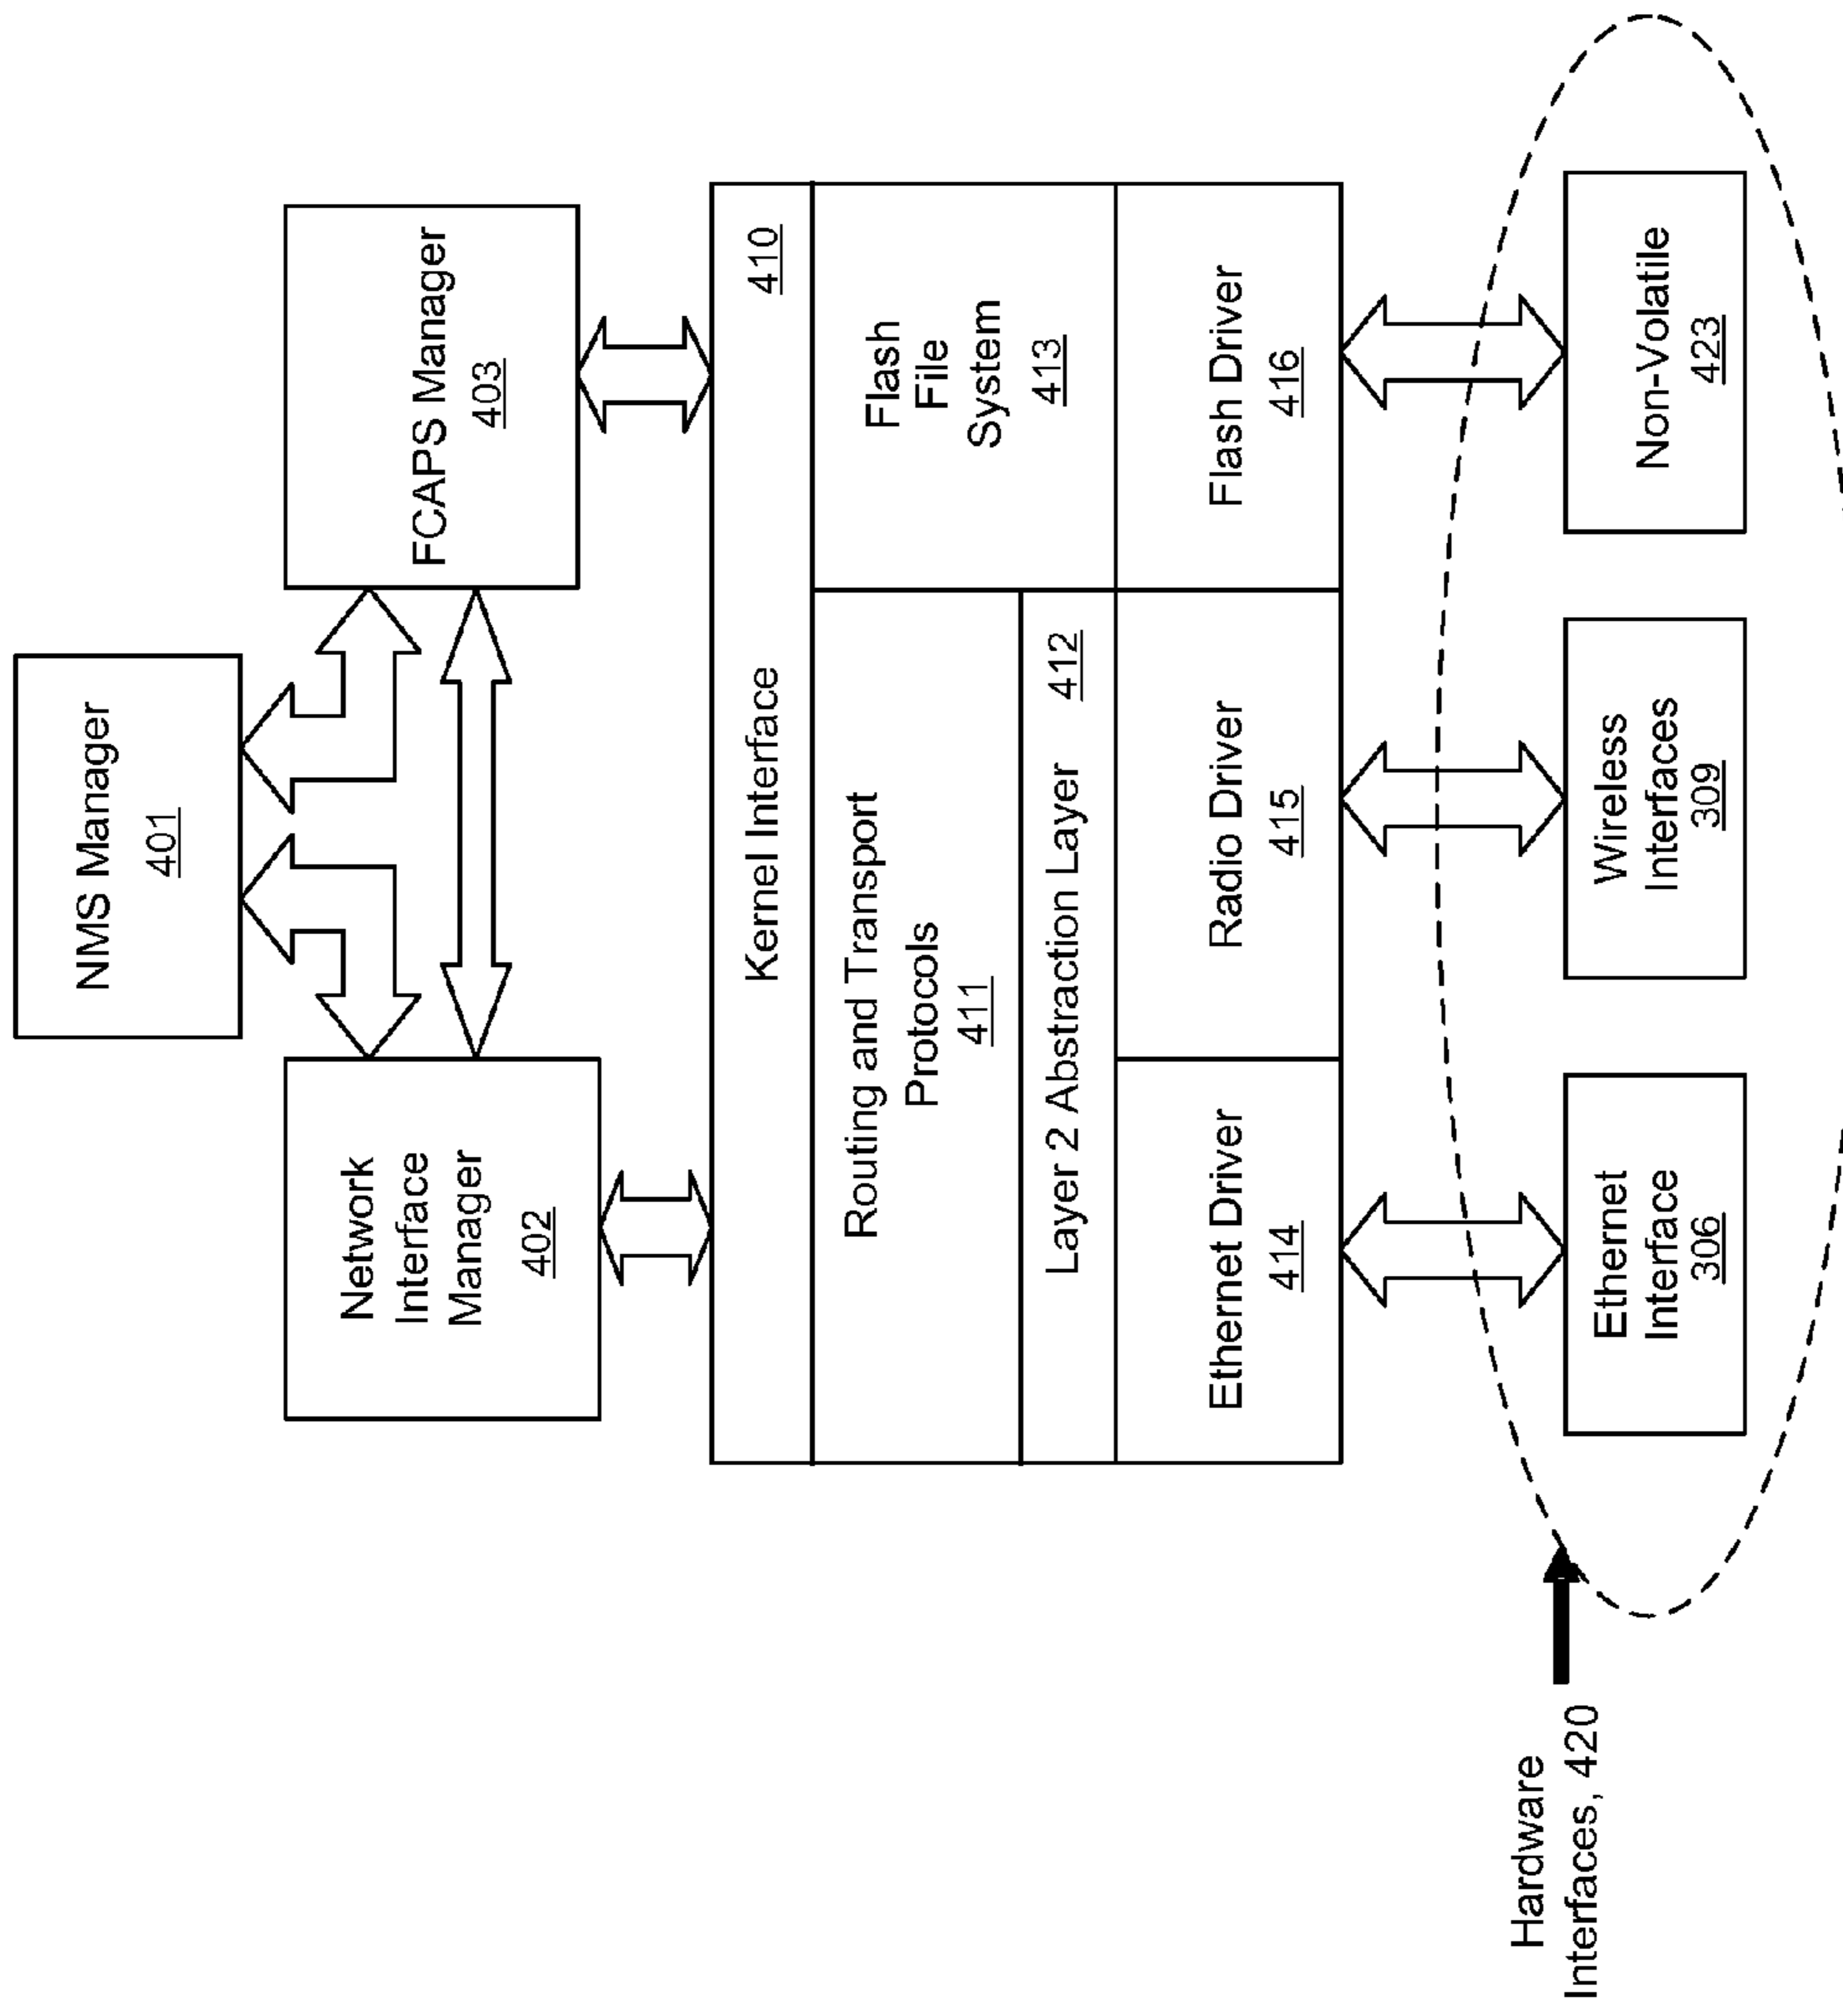 NMS Manager
401
Network
Interface
Manager
402
FCAPS Manager
403
Kernel Interface
410
Routing and Transport
Protocols
411
Flash
File
System
413
Layer 2 Abstraction Layer
412
Ethernet Driver
414
Radio Driver
415
Flash Driver
416
Hardware
Interfaces, 420
Ethernet
Interface
306
Wireless
Interfaces
309
Non-Volatile
423